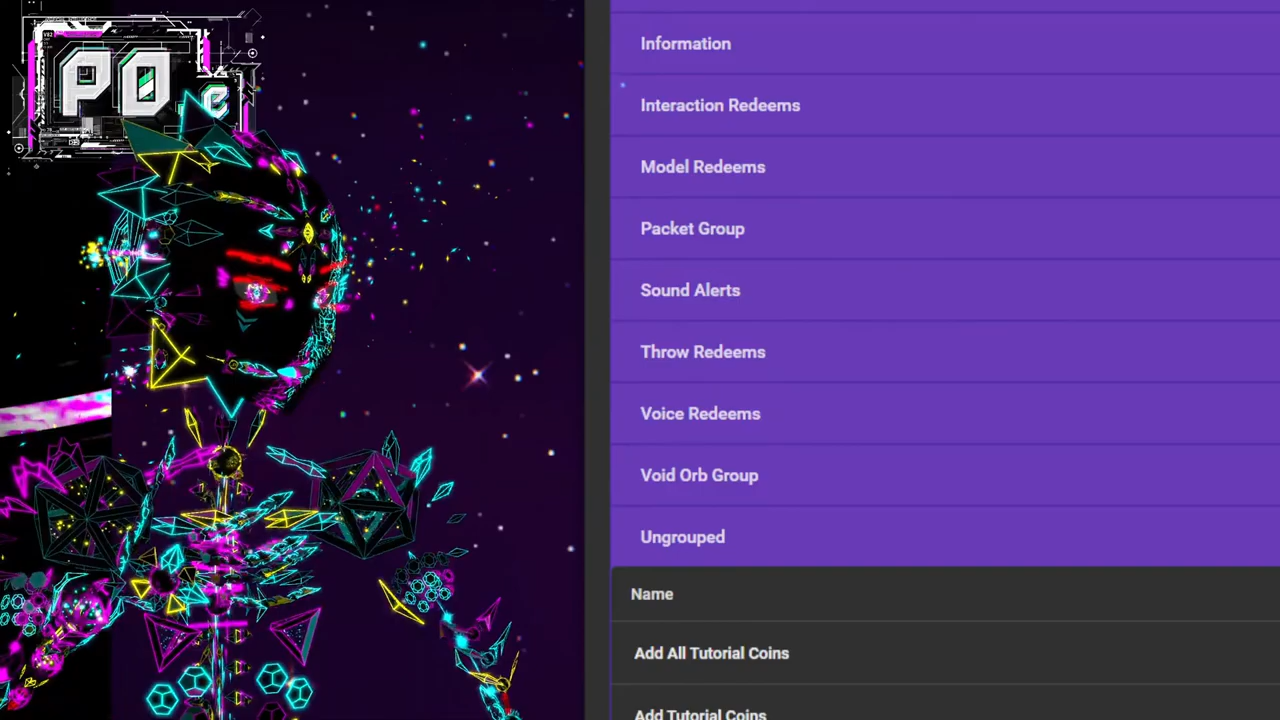 PO.e
Information
Interaction Redeems
Model Redeems
Packet Group
Sound Alerts
Throw Redeems
Voice Redeems
Void Orb Group
Ungrouped
Name
Add All Tutorial Coins
Add Tutorial Coins